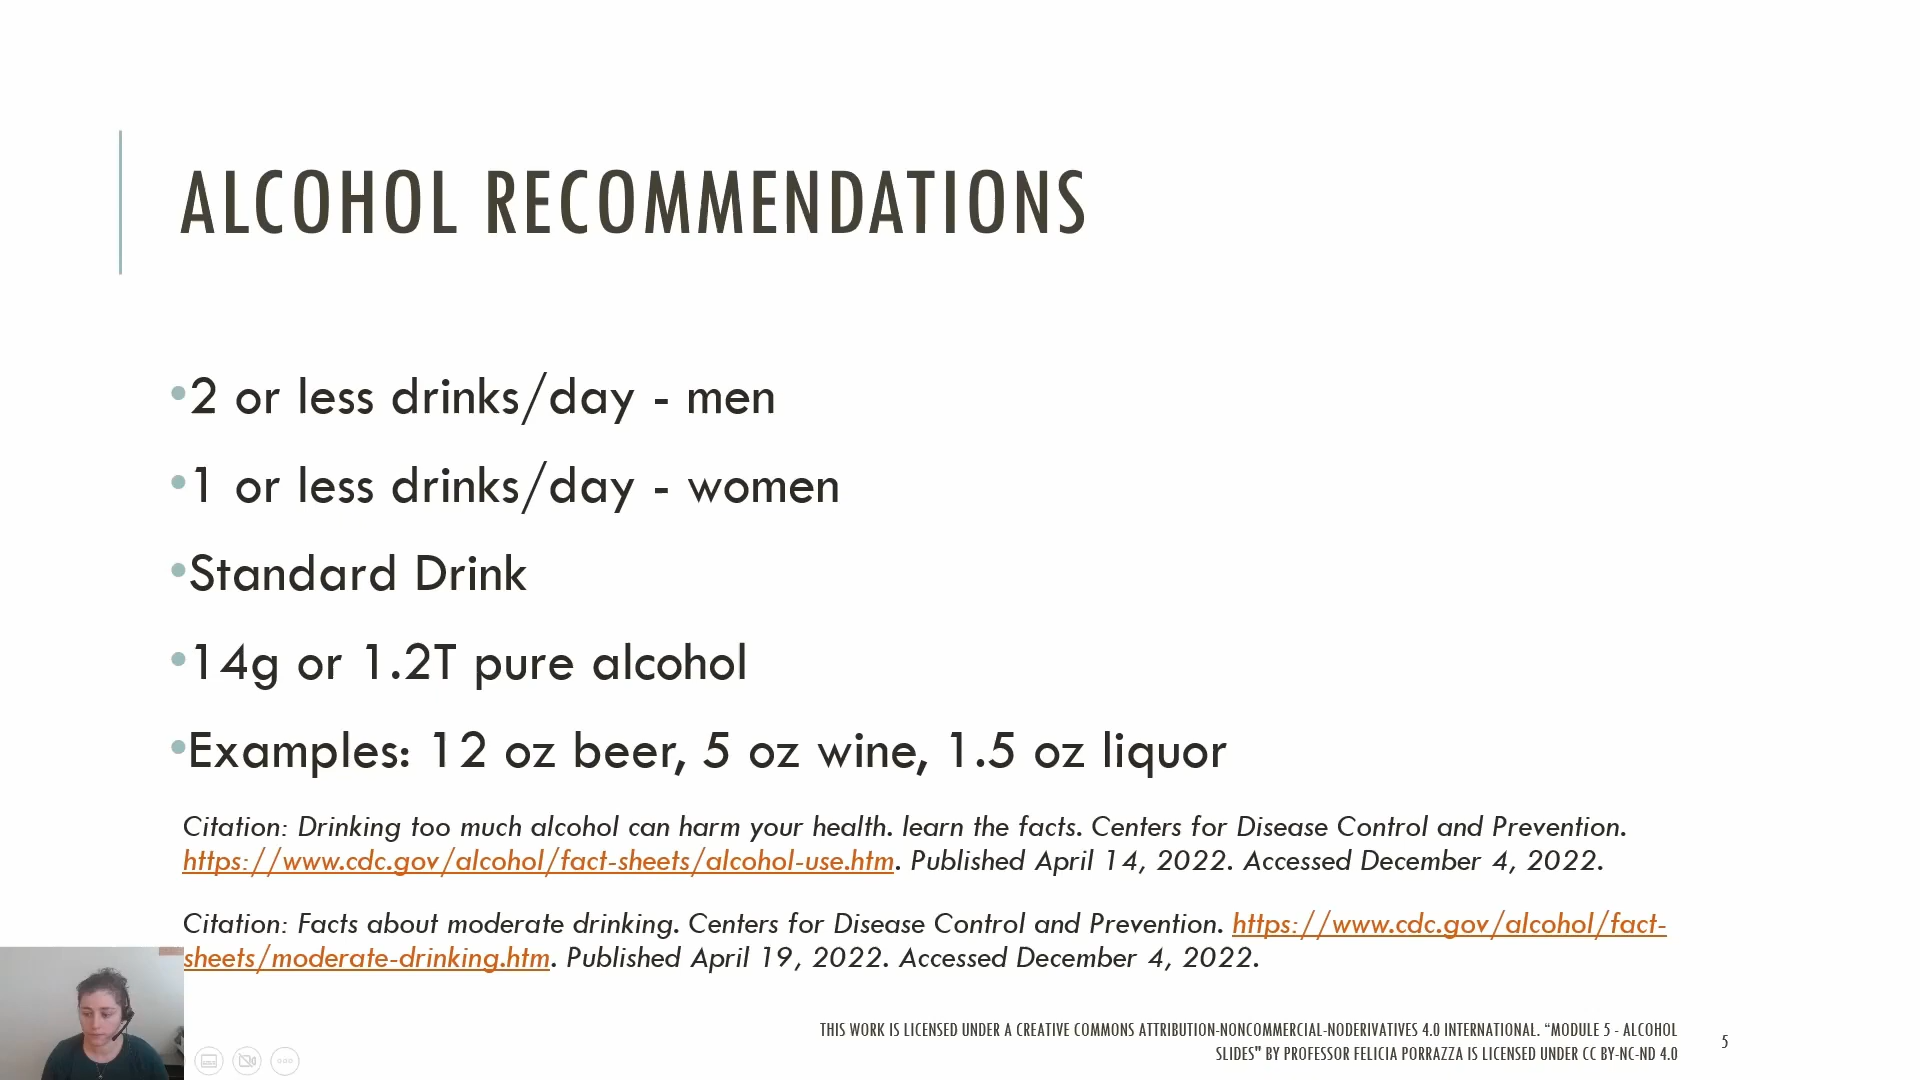 ALCOHOL RECOMMENDATIONS
•2 or less drinks/day - men
•1 or less drinks/day - women
•Standard Drink
•14g or 1.2T pure alcohol
•Examples: 12 oz beer, 5 oz wine, 1.5 oz liquor
Citation: Drinking too much alcohol can harm your health. learn the facts. Centers for Disease Control and Prevention.
https://www.cdc.gov/alcohol/fact-sheets/alcohol-use.htm. Published April 14, 2022. Accessed December 4, 2022.
Citation: Facts about moderate drinking. Centers for Disease Control and Prevention. https://www.cdc.gov/alcohol/fact-
sheets/moderate-drinking.htm. Published April 19, 2022. Accessed December 4, 2022.
THIS WORK IS LICENSED UNDER A CREATIVE COMMONS ATTRIBUTION-NONCOMMERCIAL-NODERIVATIVES 4.0 INTERNATIONAL. “MODULE 5 - ALCOHOL
SLIDES" BY PROFESSOR FELICIA PORRAZZA IS LICENSED UNDER CC BY-NC-ND 4.0
5